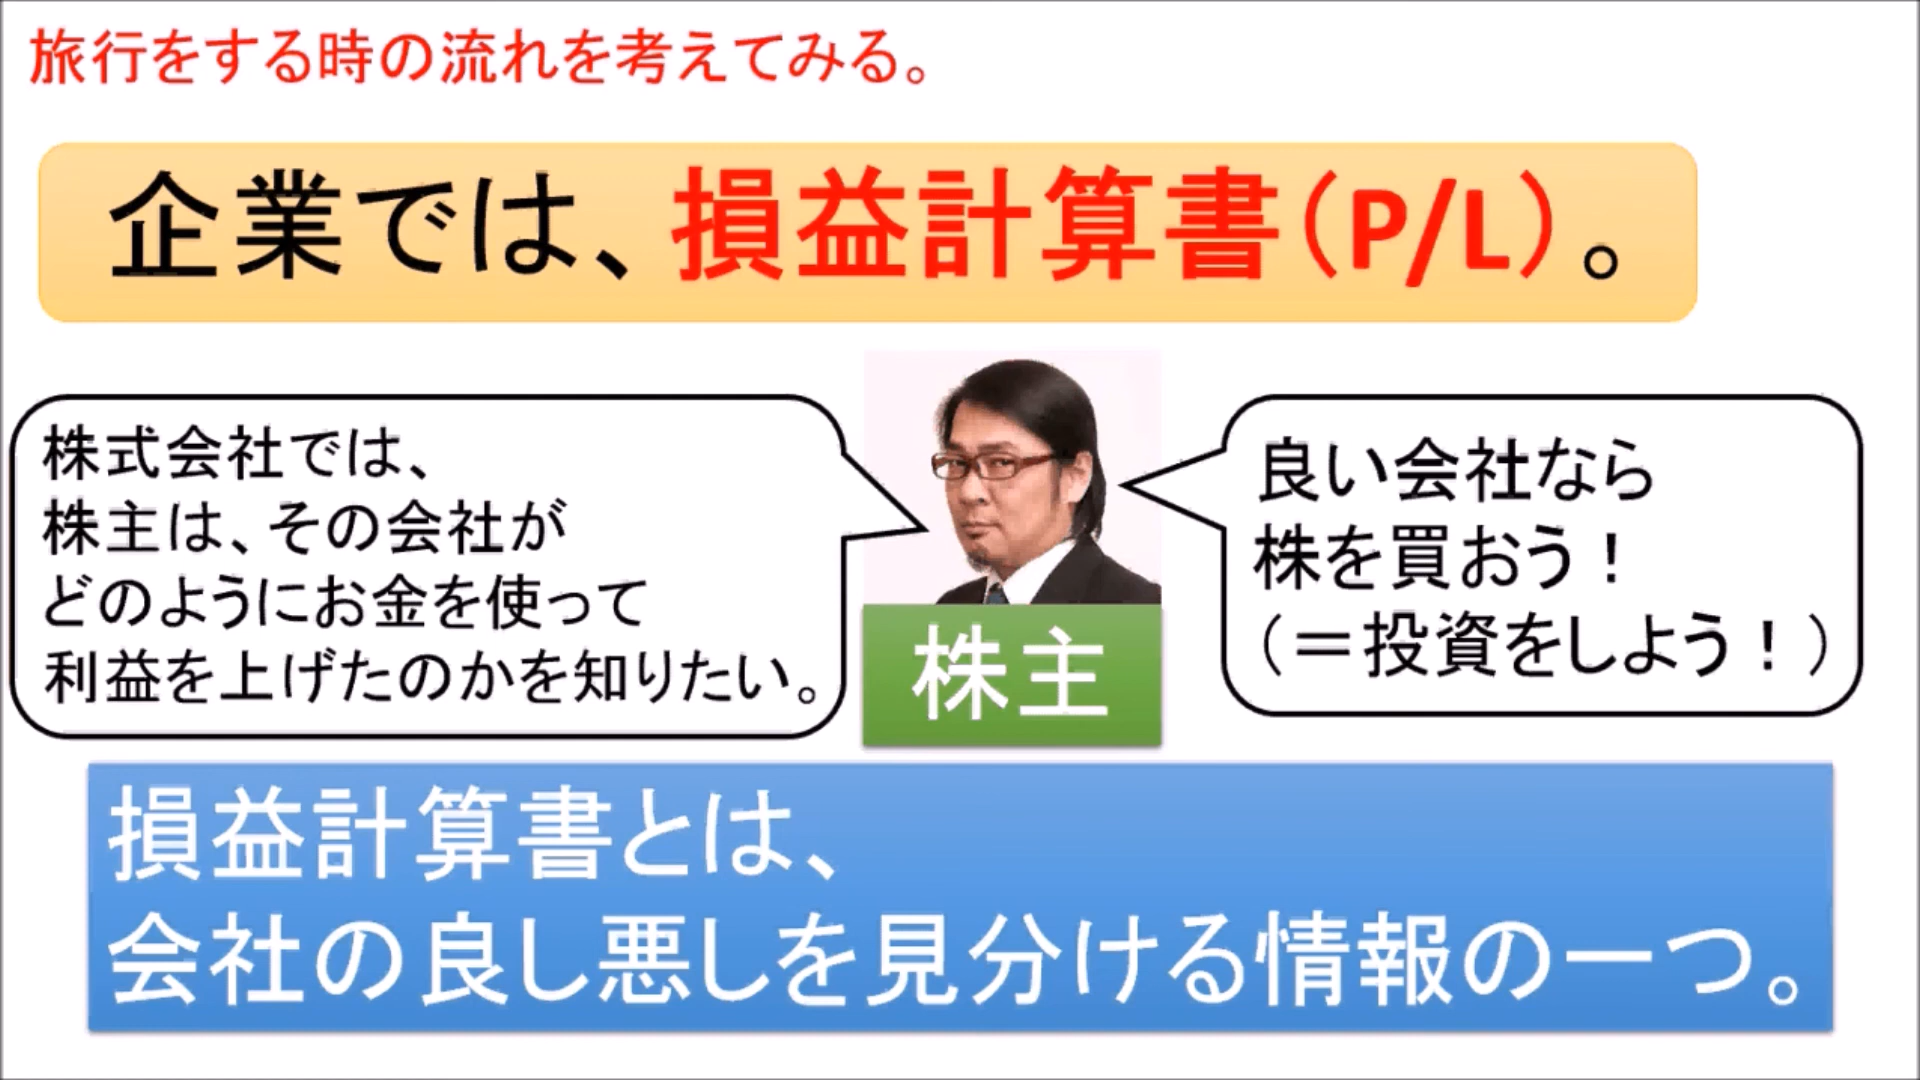 旅行をする時の流れを考えてみる。
企業では、損益計算書（P/L）。
株式会社では、
株主は、その会社が
どのようにお金を使って
利益を上げたのかを知りたい。
株主
良い会社なら
株を買おう！
（＝投資をしよう！）
損益計算書とは、
会社の良し悪しを見分ける情報の一つ。